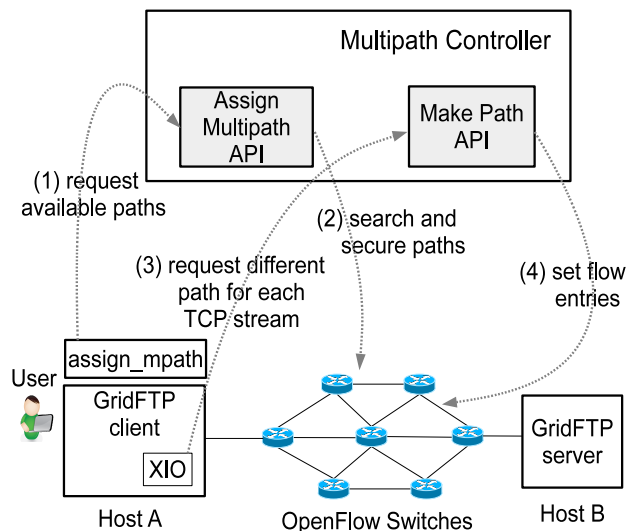 Multipath Controller
Assign
Multipath
API
Make Path
API
(1) request
available paths
(2) search and
secure paths
(3) request different
path for each
TCP stream
(4) set flow
entries
assign_mpath
User
GridFTP
client
XIO
GridFTP
server
Host A
OpenFlow Switches
Host B